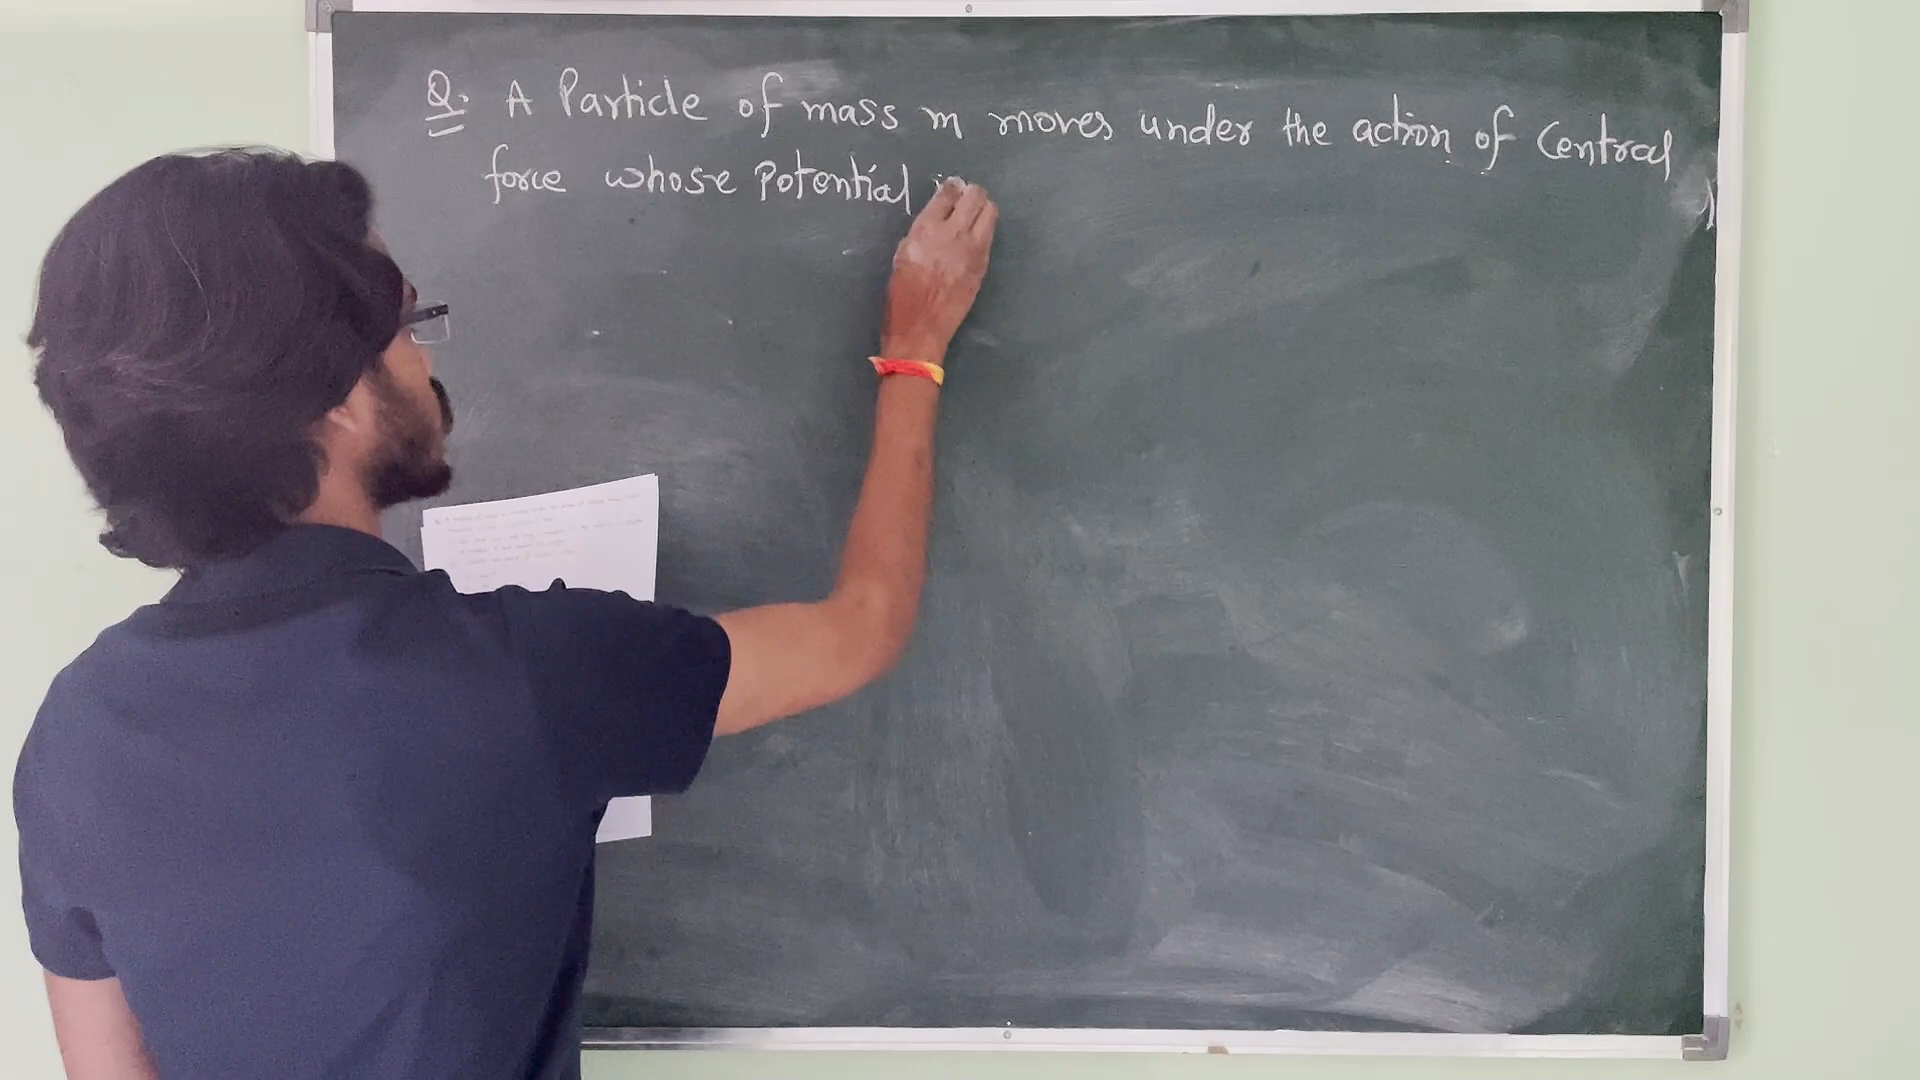 Q. A Particle of mass m moves under the action of Central
force whose Potential